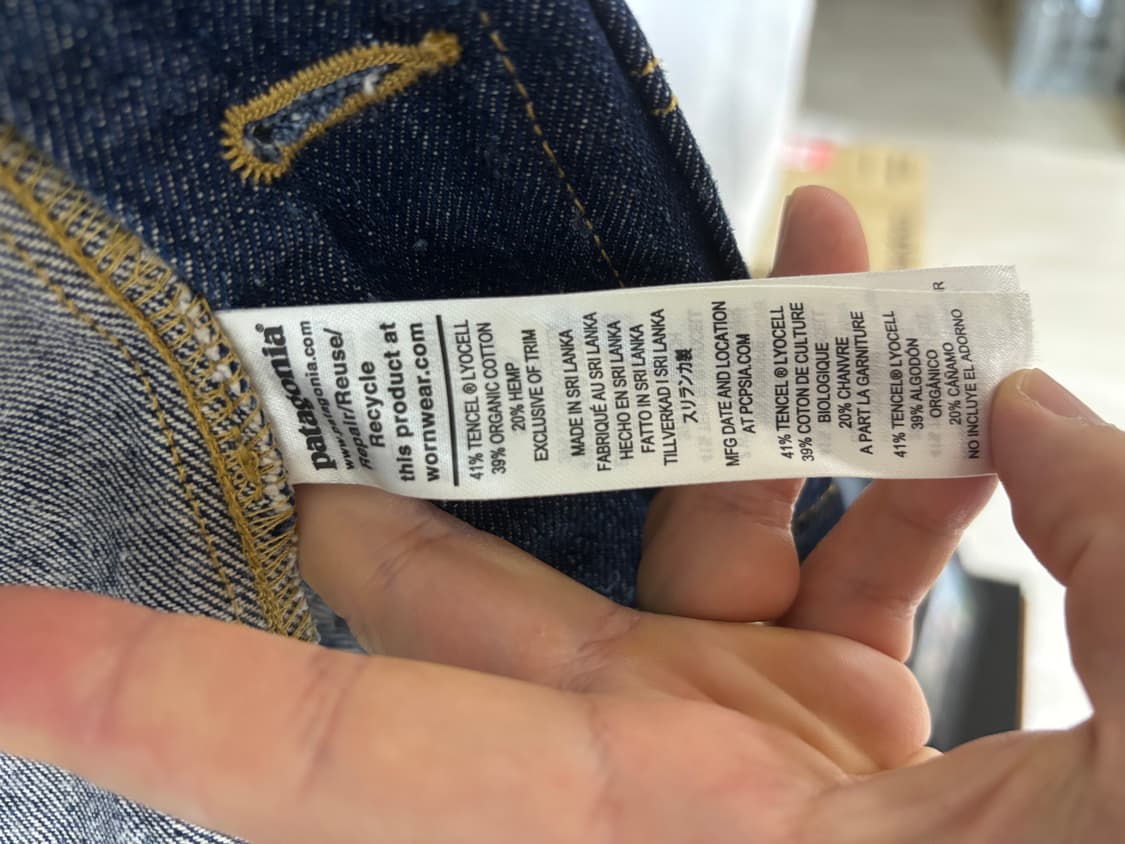 patagonia®
www.patagonia.com
Repair/Reuse/
Recycle
this product at
wornwear.com
41% TENCEL ® LYOCELL
39% ORGANIC COTTON
20% HEMP
EXCLUSIVE OF TRIM
MADE IN SRI LANKA
FABRIQUÉ AU SRI LANKA
HECHO EN SRI LANKA
FATTO IN SRI LANKA
TILLVERKAD I SRI LANKA
スリランカ製
MFG DATE AND LOCATION
AT PCPSIA.COM
41% TENCEL ® LYOCELL
39% COTON DE CULTURE
BIOLOGIQUE
20% CHANVRE
A PART LA GARNITURE
41% TENCEL® LYOCELL
39% ALGODÓN
ORGÁNICO
20% CÁÑAMO
NO INCLUYE EL ADORNO
R